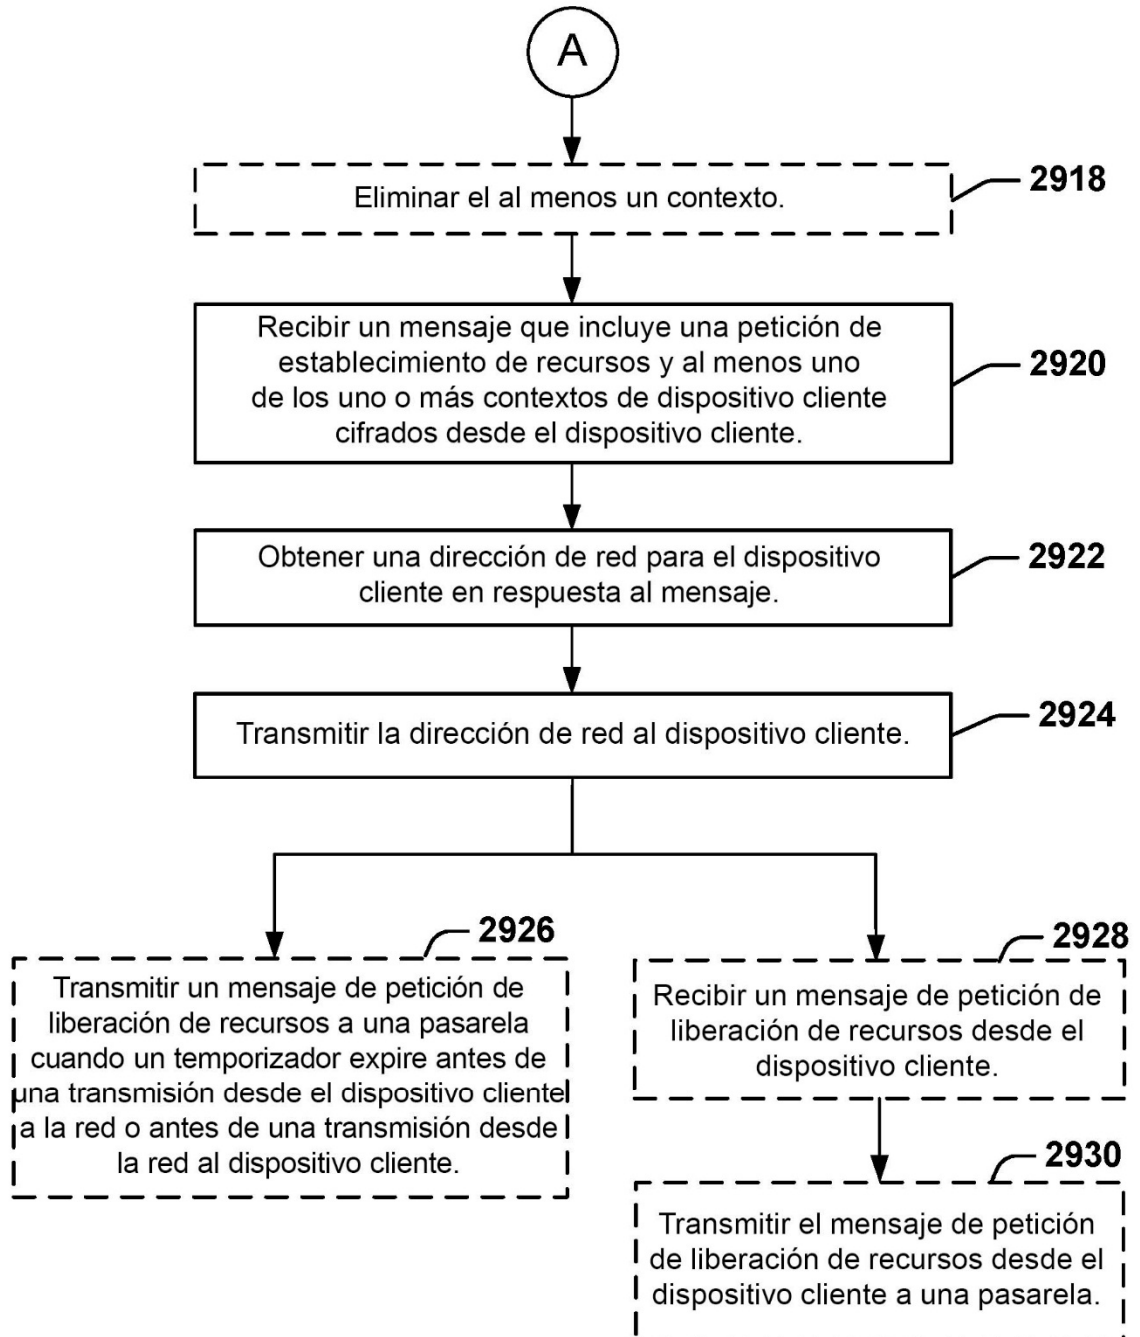 A
Eliminar el al menos un contexto.
2918
Recibir un mensaje que incluye una petición de
establecimiento de recursos y al menos uno
de los uno o más contextos de dispositivo cliente
cifrados desde el dispositivo cliente.
2920
Obtener una dirección de red para el dispositivo
cliente en respuesta al mensaje.
2922
Transmitir la dirección de red al dispositivo cliente.
2924
2926
Transmitir un mensaje de petición de
liberación de recursos a una pasarela
cuando un temporizador expire antes de
una transmisión desde el dispositivo cliente
a la red o antes de una transmisión desde
la red al dispositivo cliente.
2928
Recibir un mensaje de petición de
liberación de recursos desde el
dispositivo cliente.
2930
Transmitir el mensaje de petición
de liberación de recursos desde el
dispositivo cliente a una pasarela.